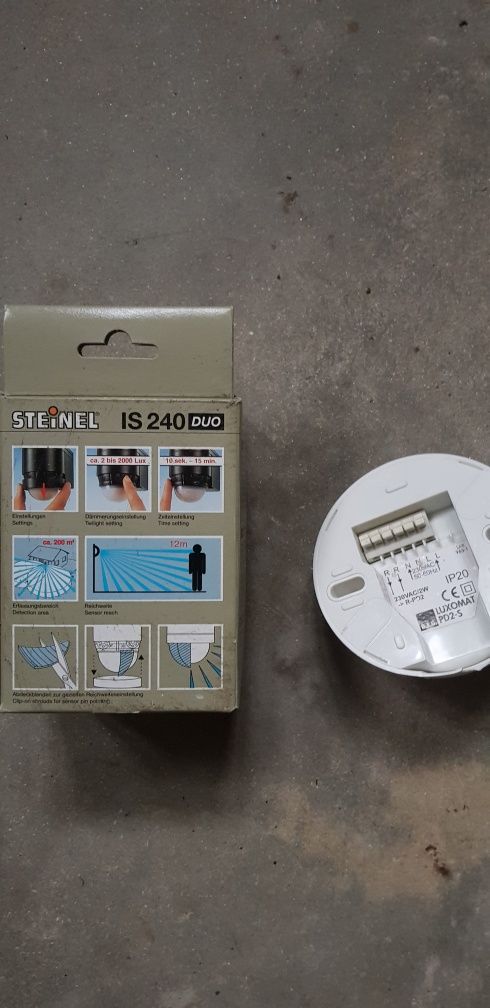 STEINEL IS 240 DUO
ca. 2 bis 2000 Lux
10 sek. – 15 min.
Einstellungen
Settings
Dämmerungseinstellung
Twilight setting
Zeiteinstellung
Time setting
ca. 200 m²
12m
Erfassungsbereich
Detection area
Reichweite
Sensor reach
Abdeckblenden zur gezielten Reichweiteneinstellung
Clip-on shrouds for sensor pin pointing
R R N N L L
230VAC
50-60Hz
230VAC/2W
-> R-PD2
IP20
CE
LUXOMAT
PD2-S